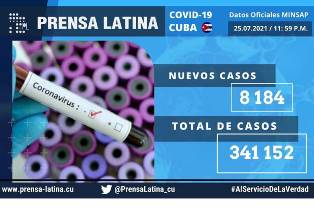 PRENSA LATINA
COVID-19
CUBA
Datos Oficiales MINSAP
25.07.2021 / 11: 59 P.M.
Coronavirus :
NUEVOS CASOS
8 184
TOTAL DE CASOS
341 152
www.prensa-latina.cu
@PrensaLatina_cu
#AlServicioDeLaVerdad